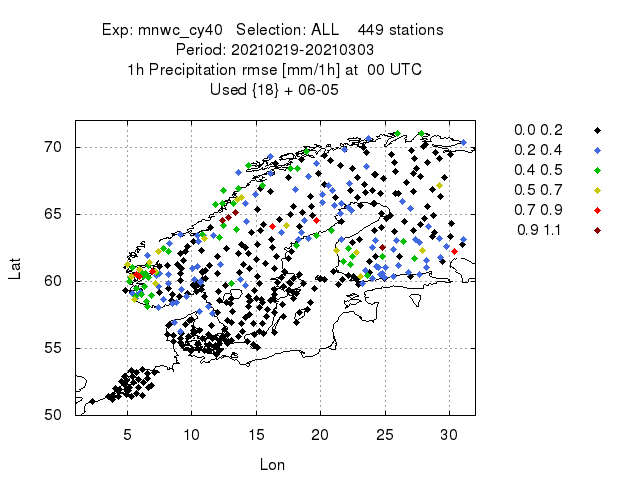 Exp: mnwc_cy40 Selection: ALL 449 stations
Period: 20210219-20210303
1h Precipitation rmse [mm/1h] at 00 UTC
Used {18} + 06-05
70
65
60
55
50
Lat
5 10 15 20 25 30
Lon
0.0 0.2
0.2 0.4
0.4 0.5
0.5 0.7
0.7 0.9
0.9 1.1